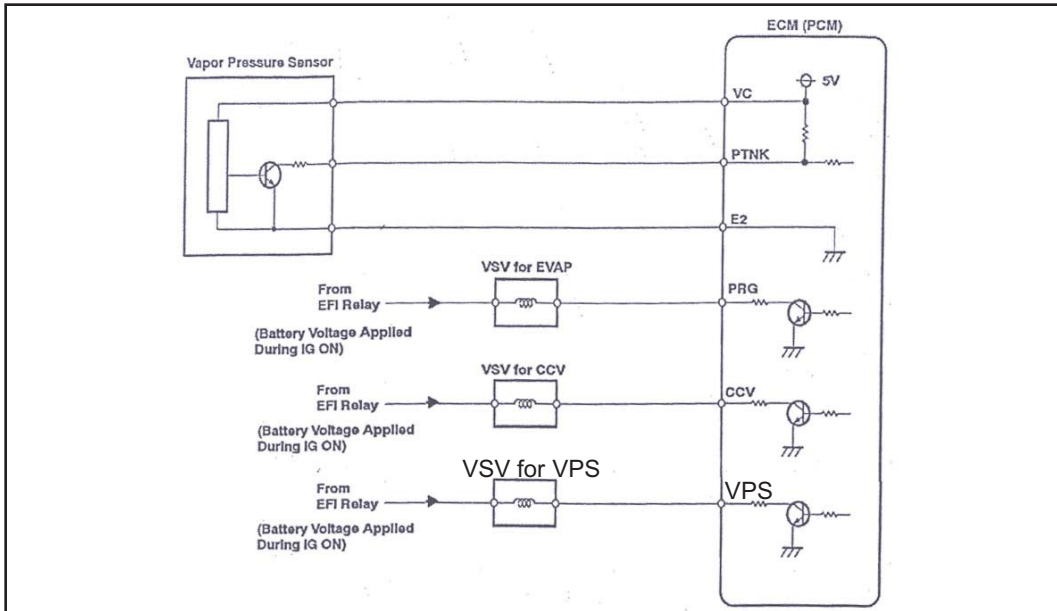 ECM (PCM)
Vapor Pressure Sensor
5V
VC
PTNK
E2
VSV for EVAP
From
EFI Relay
PRG
(Battery Voltage Applied
During IG ON)
VSV for CCV
From
EFI Relay
CCV
(Battery Voltage Applied
During IG ON)
VSV for VPS
From
EFI Relay
VPS
(Battery Voltage Applied
During IG ON)